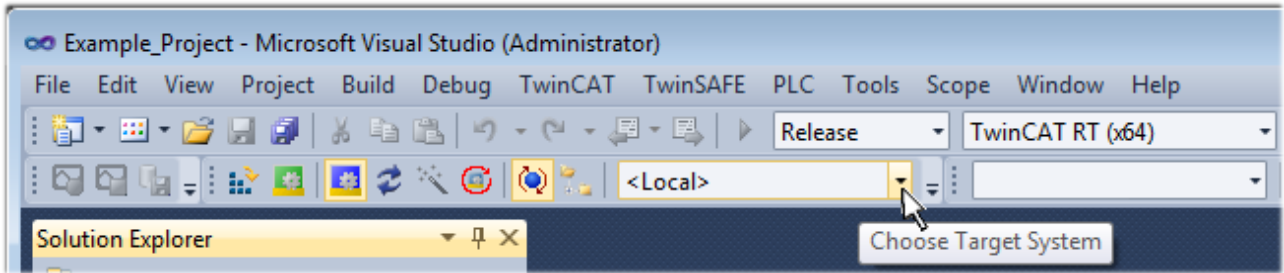 Example_Project - Microsoft Visual Studio (Administrator)
File Edit View Project Build Debug TwinCAT TwinSAFE PLC Tools Scope Window Help
Release TwinCAT RT (x64)
<Local>
Solution Explorer
Choose Target System